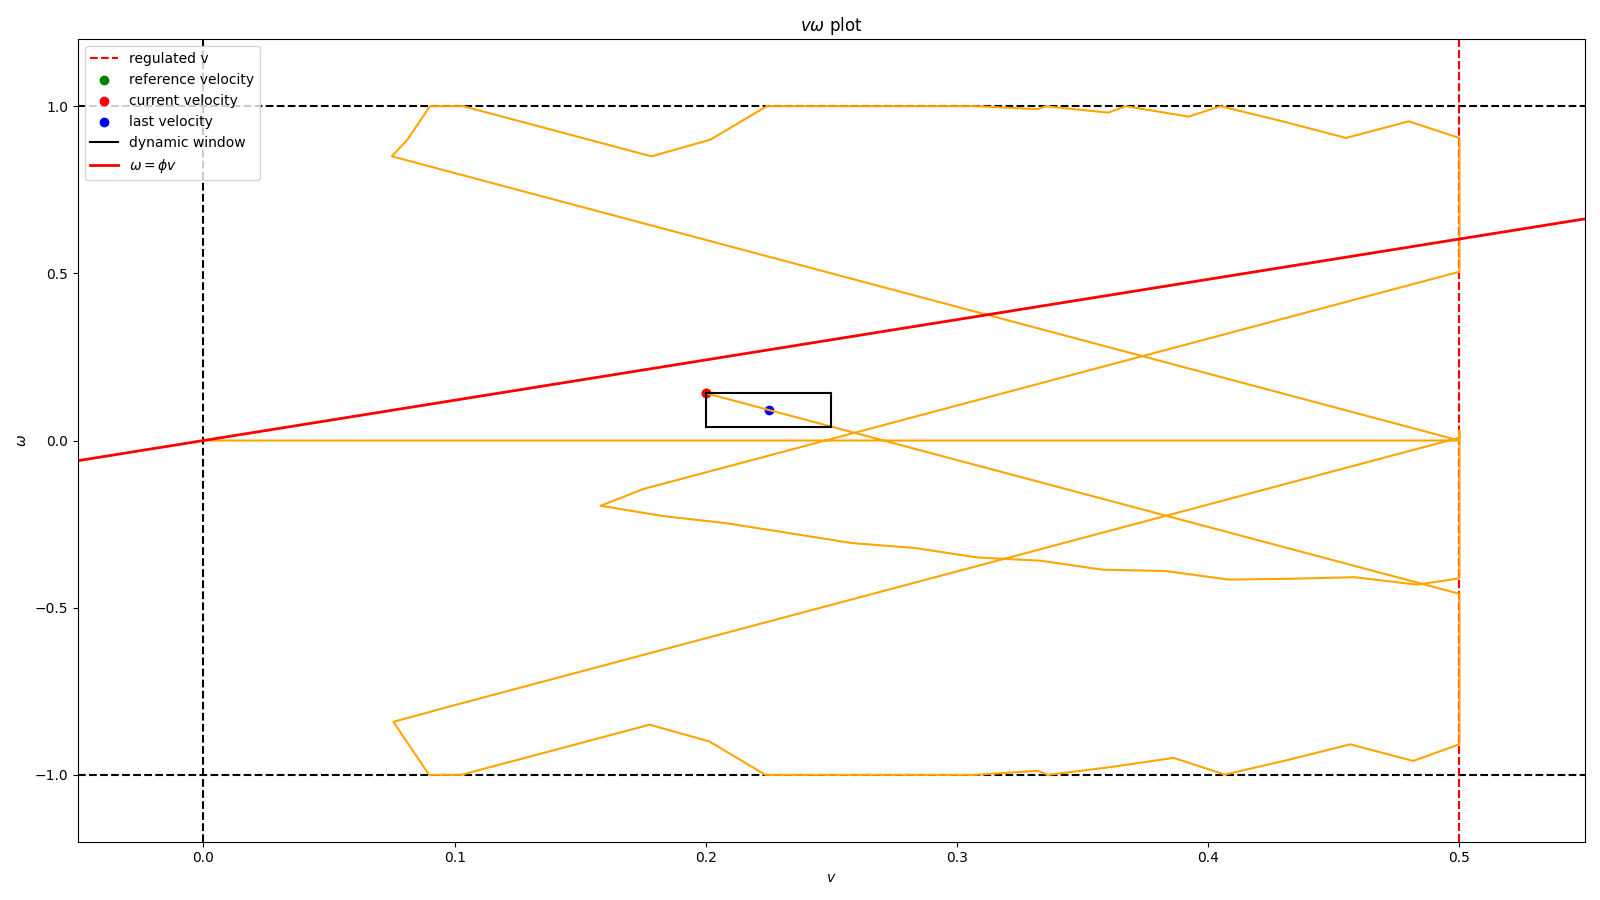 vω plot
regulated v
reference velocity
current velocity
last velocity
dynamic window
ω = ϕv
1.0
0.5
0.0
−0.5
−1.0
ω
0.0 0.1 0.2 0.3 0.4 0.5
v